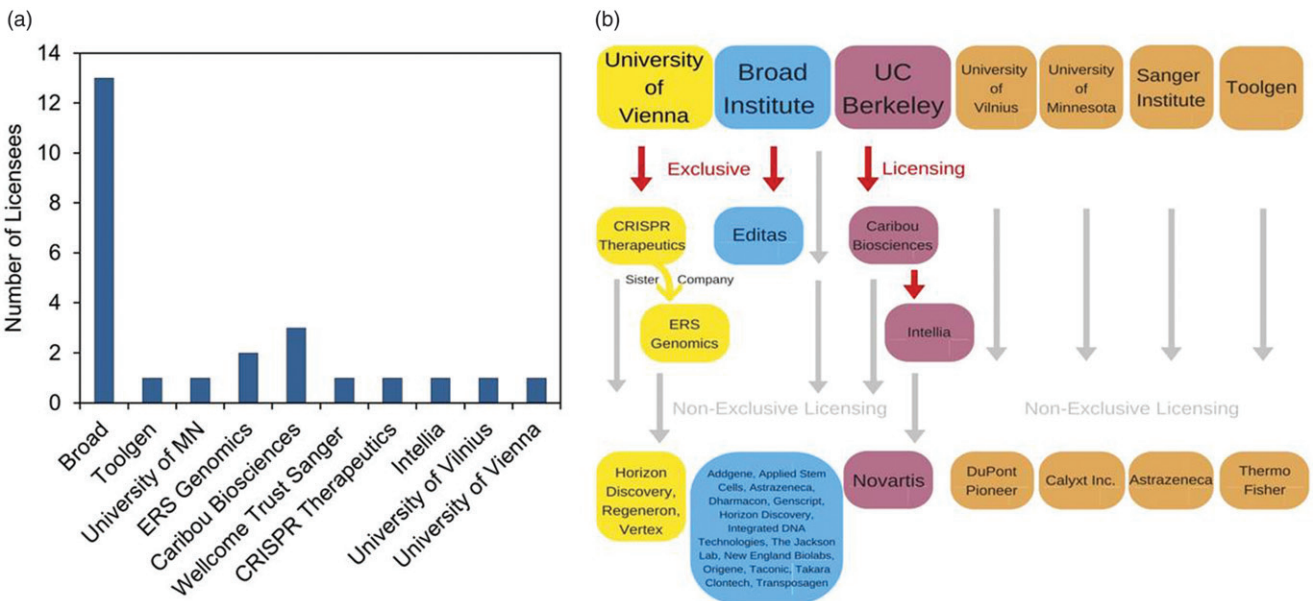 (a)
14
12
10
8
6
4
2
0
Number of Licensees
Broad
Toolgen
University of MN
ERS Genomics
Caribou Biosciences
Wellcome Trust Sanger
CRISPR Therapeutics
Intellia
University of Vilnius
University of Vienna
(b)
University
of
Vienna
Broad
Institute
UC
Berkeley
University
of
Vilnius
University
of
Minnesota
Sanger
Institute
Toolgen
Exclusive
Licensing
CRISPR
Therapeutics
Editas
Caribou
Biosciences
Sister Company
ERS
Genomics
Intellia
Non-Exclusive Licensing
Non-Exclusive Licensing
Horizon
Discovery,
Regeneron,
Vertex
Addgene, Applied Stem
Cells, Astrazeneca,
Dharmacon, Genscript,
Horizon Discovery,
Integrated DNA
Technologies, The Jackson
Lab, New England Biolabs,
Origene, Taconic, Takara
Clontech, Transposagen
Novartis
DuPont
Pioneer
Calyxt Inc.
Astrazeneca
Thermo
Fisher